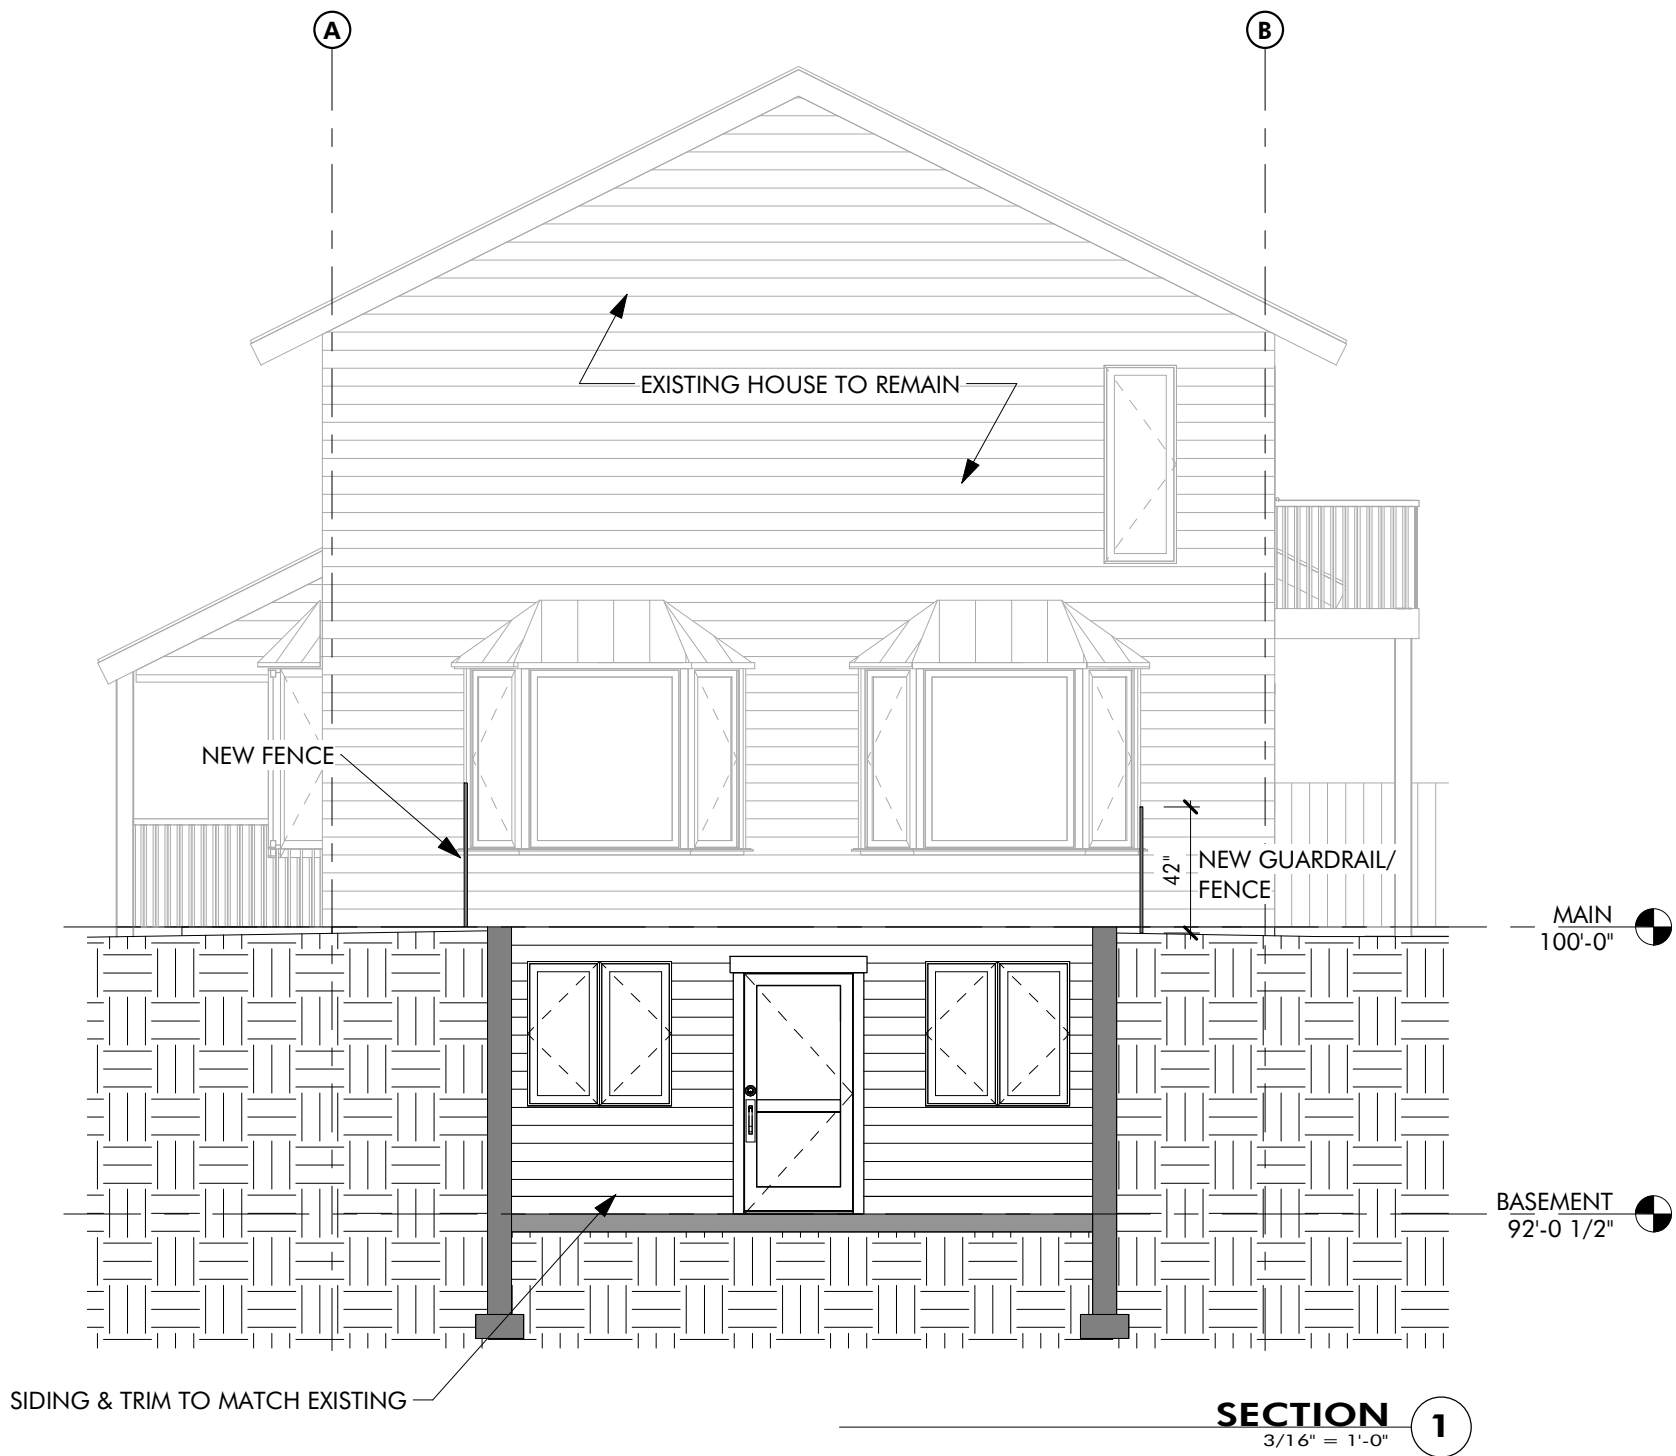 A
B
EXISTING HOUSE TO REMAIN
NEW FENCE
42"
NEW GUARDRAIL/
FENCE
MAIN
100'-0"
BASEMENT
92'-0 1/2"
SIDING & TRIM TO MATCH EXISTING
SECTION
3/16" = 1'-0"
1